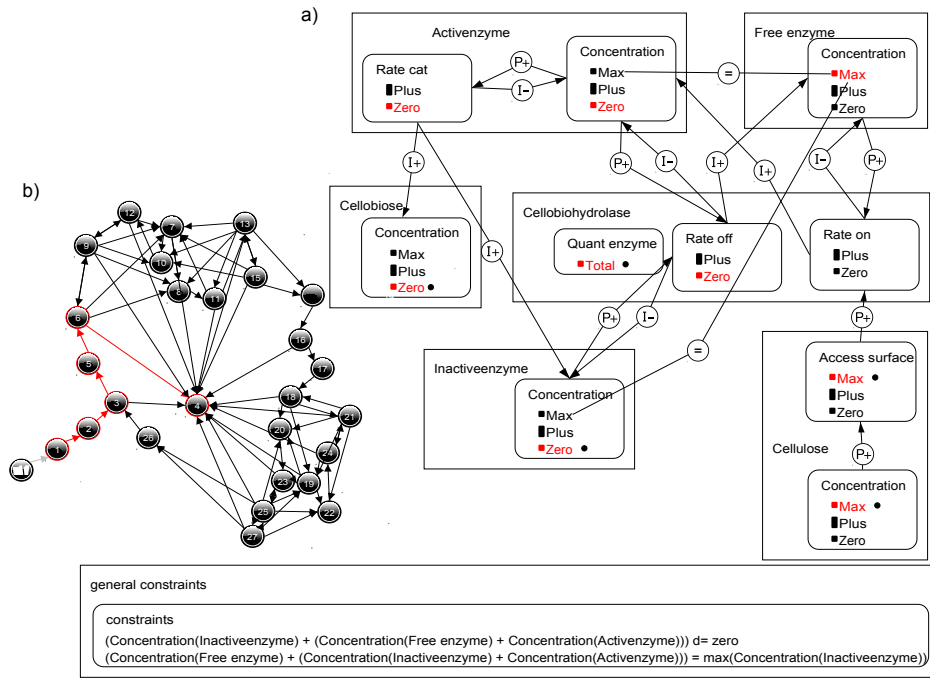 a)
Activenzyme
Rate cat
Plus
Zero
P+
I-
Concentration
Max
Plus
Zero
=
Free enzyme
Concentration
Max
Plus
Zero
I+
P+
I-
I+
I+
I-
P+
b)
Cellobiose
Concentration
Max
Plus
Zero
I+
Cellobiohydrolase
Quant enzyme
Total
Rate off
Plus
Zero
Rate on
Plus
Zero
P+
I-
=
P+
Inactiveenzyme
Concentration
Max
Plus
Zero
Access surface
Max
Plus
Zero
Cellulose
P+
Concentration
Max
Plus
Zero
12
7
13
9
10
15
8
11
6
16
5
17
3
4
18
21
2
20
1
26
24
23
19
25
22
27
general constraints
constraints
(Concentration(Inactiveenzyme) + (Concentration(Free enzyme) + Concentration(Activenzyme))) d= zero
(Concentration(Free enzyme) + (Concentration(Inactiveenzyme) + Concentration(Activenzyme))) = max(Concentration(Inactiveenzyme))